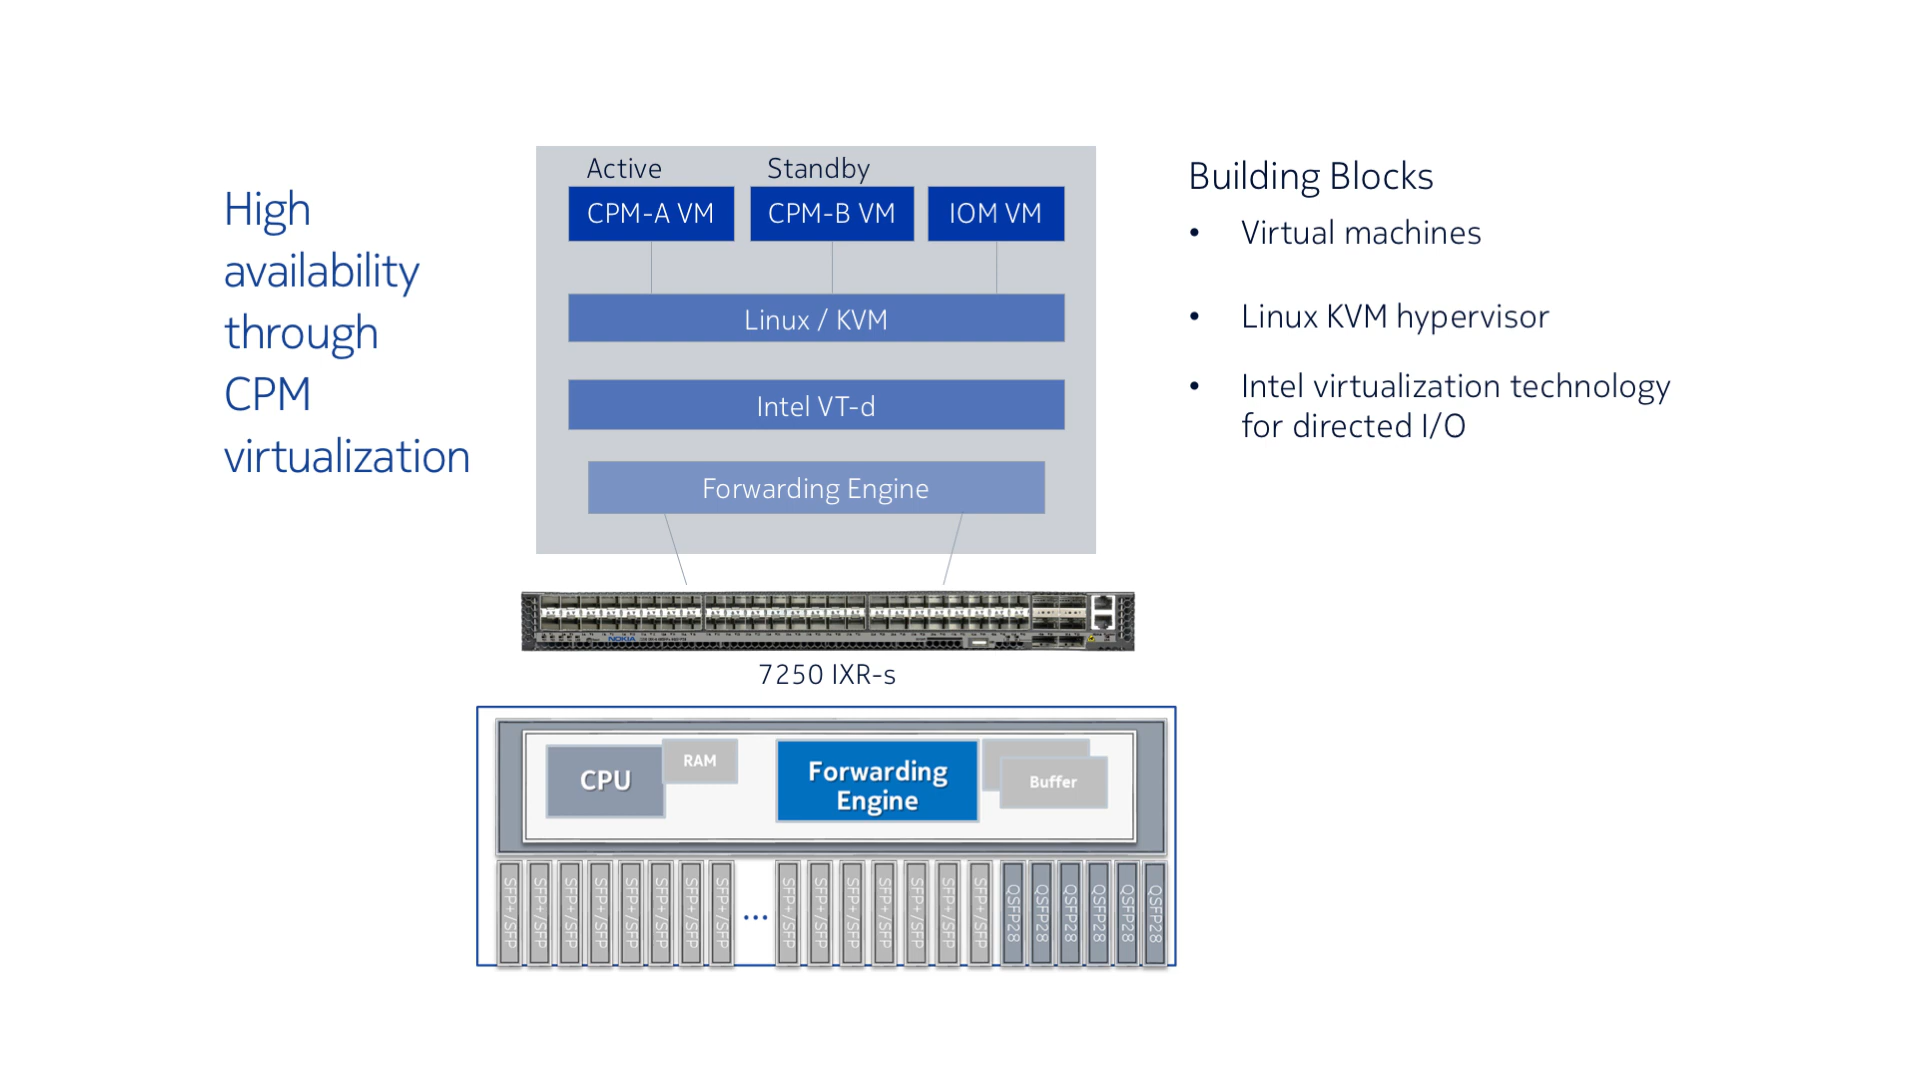 High
availability
through
CPM
virtualization
Active
Standby
CPM-A VM
CPM-B VM
IOM VM
Linux / KVM
Intel VT-d
Forwarding Engine
NOKIA
7250 IXR-s
CPU
RAM
Forwarding
Engine
Buffer
SFP+/SFP
SFP+/SFP
SFP+/SFP
SFP+/SFP
SFP+/SFP
SFP+/SFP
SFP+/SFP
SFP+/SFP
...
SFP+/SFP
SFP+/SFP
SFP+/SFP
SFP+/SFP
SFP+/SFP
SFP+/SFP
SFP+/SFP
QSFP28
QSFP28
QSFP28
QSFP28
QSFP28
QSFP28
Building Blocks
• Virtual machines
• Linux KVM hypervisor
• Intel virtualization technology
for directed I/O